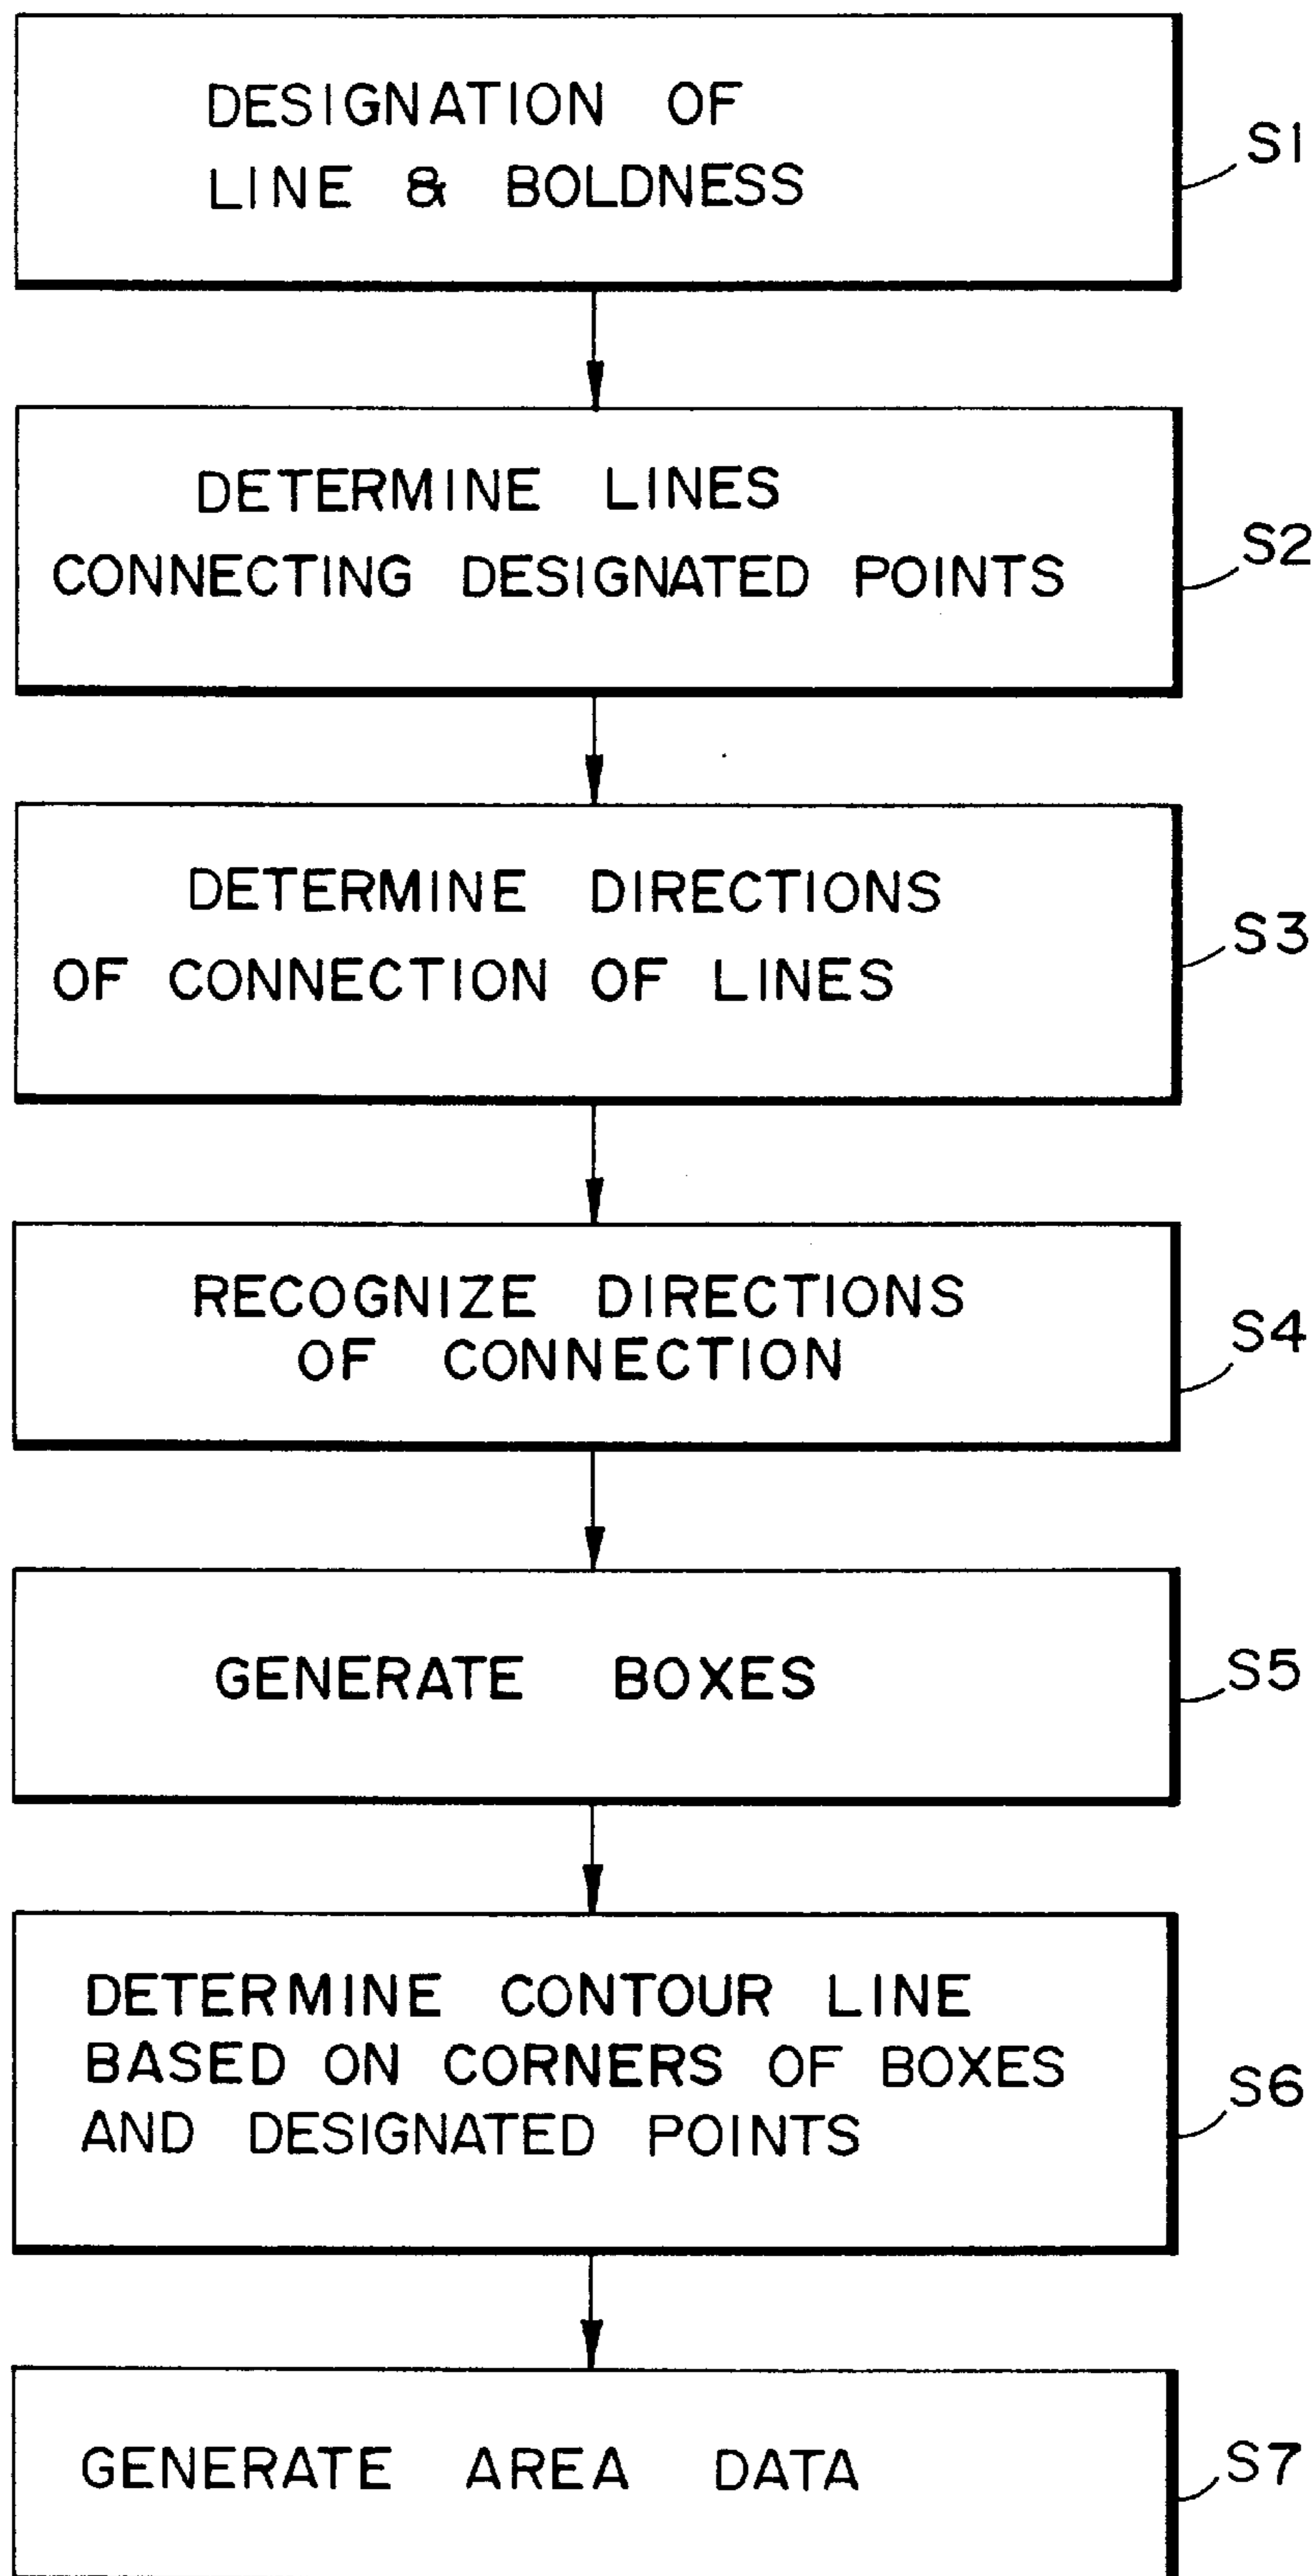 DESIGNATION OF
LINE & BOLDNESS
S1
DETERMINE LINES
CONNECTING DESIGNATED POINTS
S2
DETERMINE DIRECTIONS
OF CONNECTION OF LINES
S3
RECOGNIZE DIRECTIONS
OF CONNECTION
S4
GENERATE BOXES
S5
DETERMINE CONTOUR LINE
BASED ON CORNERS OF BOXES
AND DESIGNATED POINTS
S6
GENERATE AREA DATA
S7